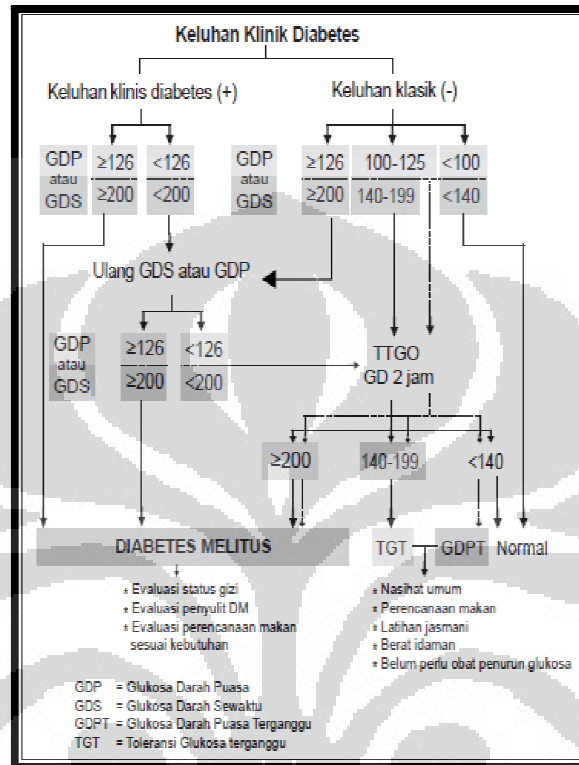 Keluhan Klinik Diabetes
Keluhan klinis diabetes (+)
Keluhan klasik (-)
GDP
atau
GDS
≥126 <126
≥200 <200
GDP
atau
GDS
≥126 100-125 <100
≥200 140-199 <140
Ulang GDS atau GDP
GDP
atau
GDS
≥126 <126
≥200 <200
TTGO
GD 2 jam
≥200 140-199 <140
DIABETES MELITUS
TGT GDPT Normal
* Evaluasi status gizi
* Evaluasi penyulit DM
* Evaluasi perencanaan makan
sesuai kebutuhan
* Nasihat umum
* Perencanaan makan
* Latihan jasmani
* Berat idaman
* Belum perlu obat penurun glukosa
GDP = Glukosa Darah Puasa
GDS = Glukosa Darah Sewaktu
GDPT = Glukosa Darah Puasa Terganggu
TGT = Toleransi Glukosa terganggu